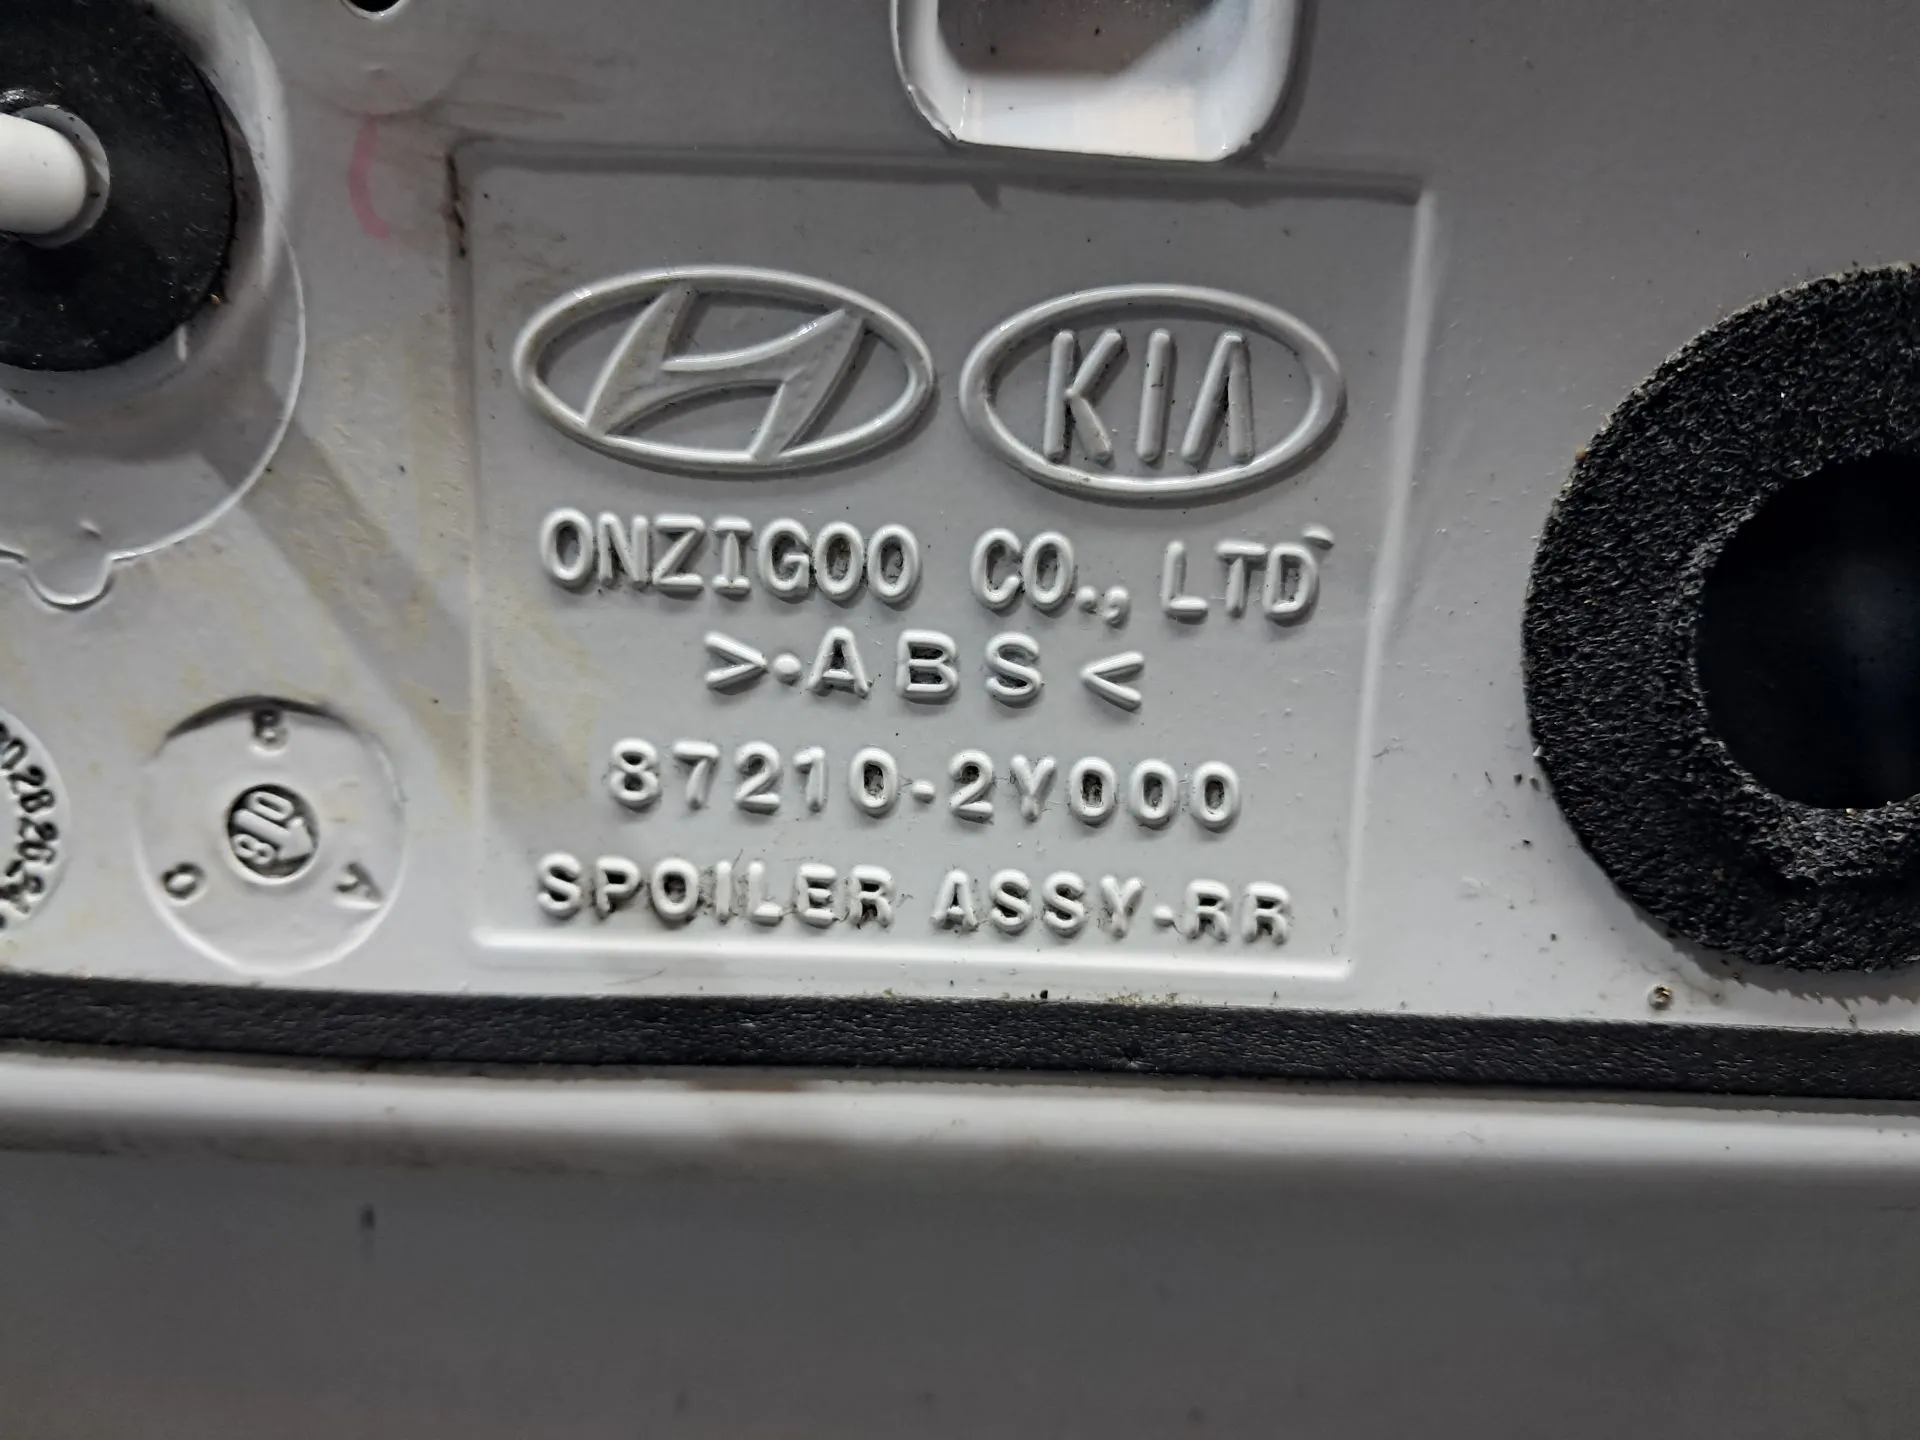 KIA
ONZIGOO CO., LTD
>·ABS<
87210-2Y000
SPOILER ASSY-RR